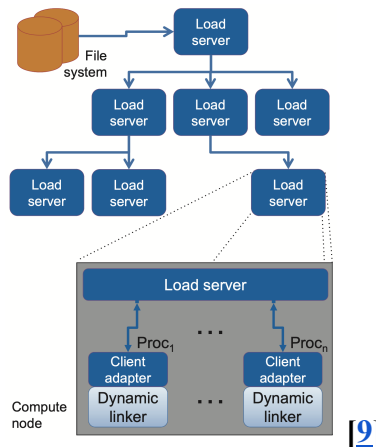 Load
server
File
system
Load
server
Load
server
Load
server
Load
server
Load
server
Load
server
Load server
...
Proc1
Procn
Client
adapter
Client
adapter
Dynamic
linker
...
Dynamic
linker
Compute
node
[9]